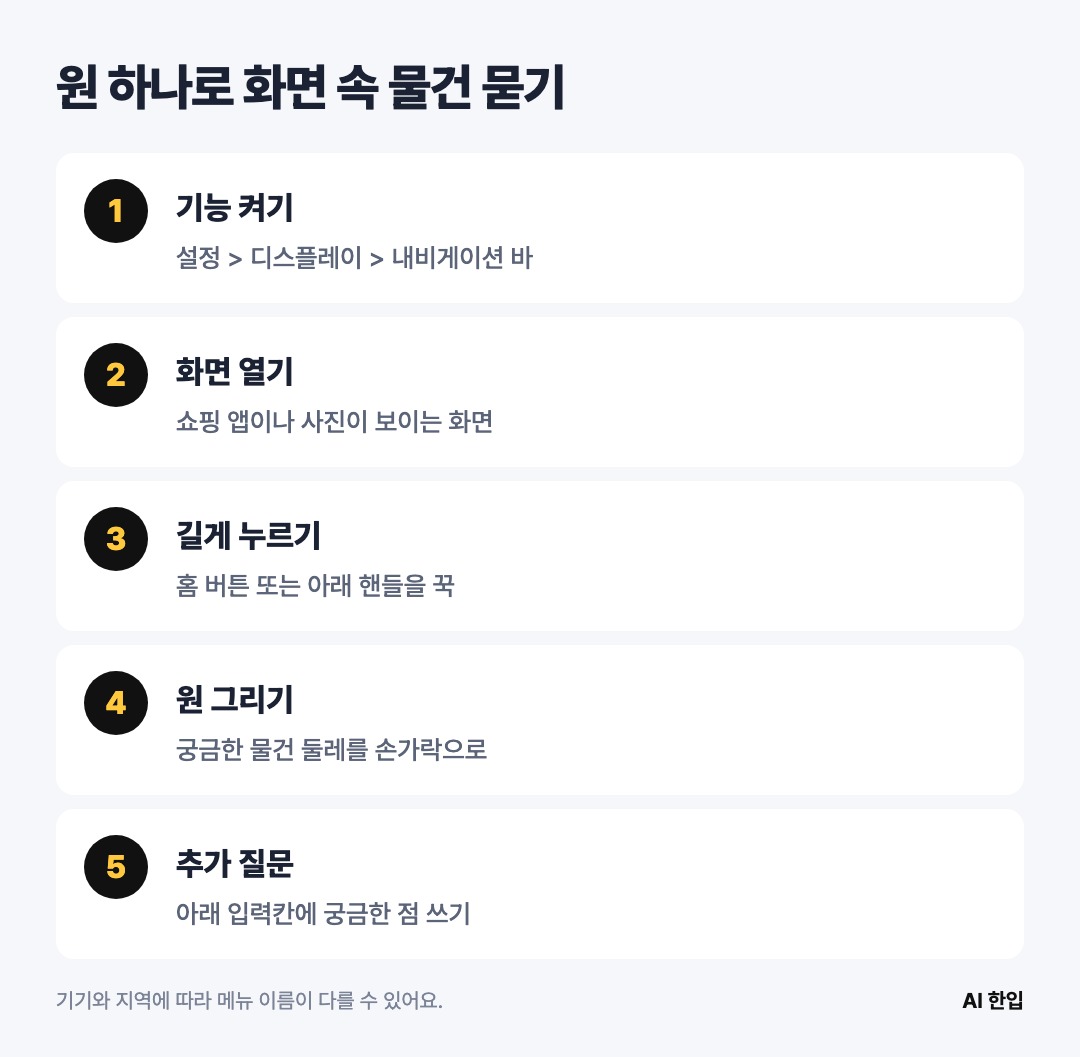 원 하나로 화면 속 물건 묻기
1
기능 켜기
설정 > 디스플레이 > 내비게이션 바
2
화면 열기
쇼핑 앱이나 사진이 보이는 화면
3
길게 누르기
홈 버튼 또는 아래 핸들을 꾹
4
원 그리기
궁금한 물건 둘레를 손가락으로
5
추가 질문
아래 입력칸에 궁금한 점 쓰기
기기와 지역에 따라 메뉴 이름이 다를 수 있어요.
AI 한입